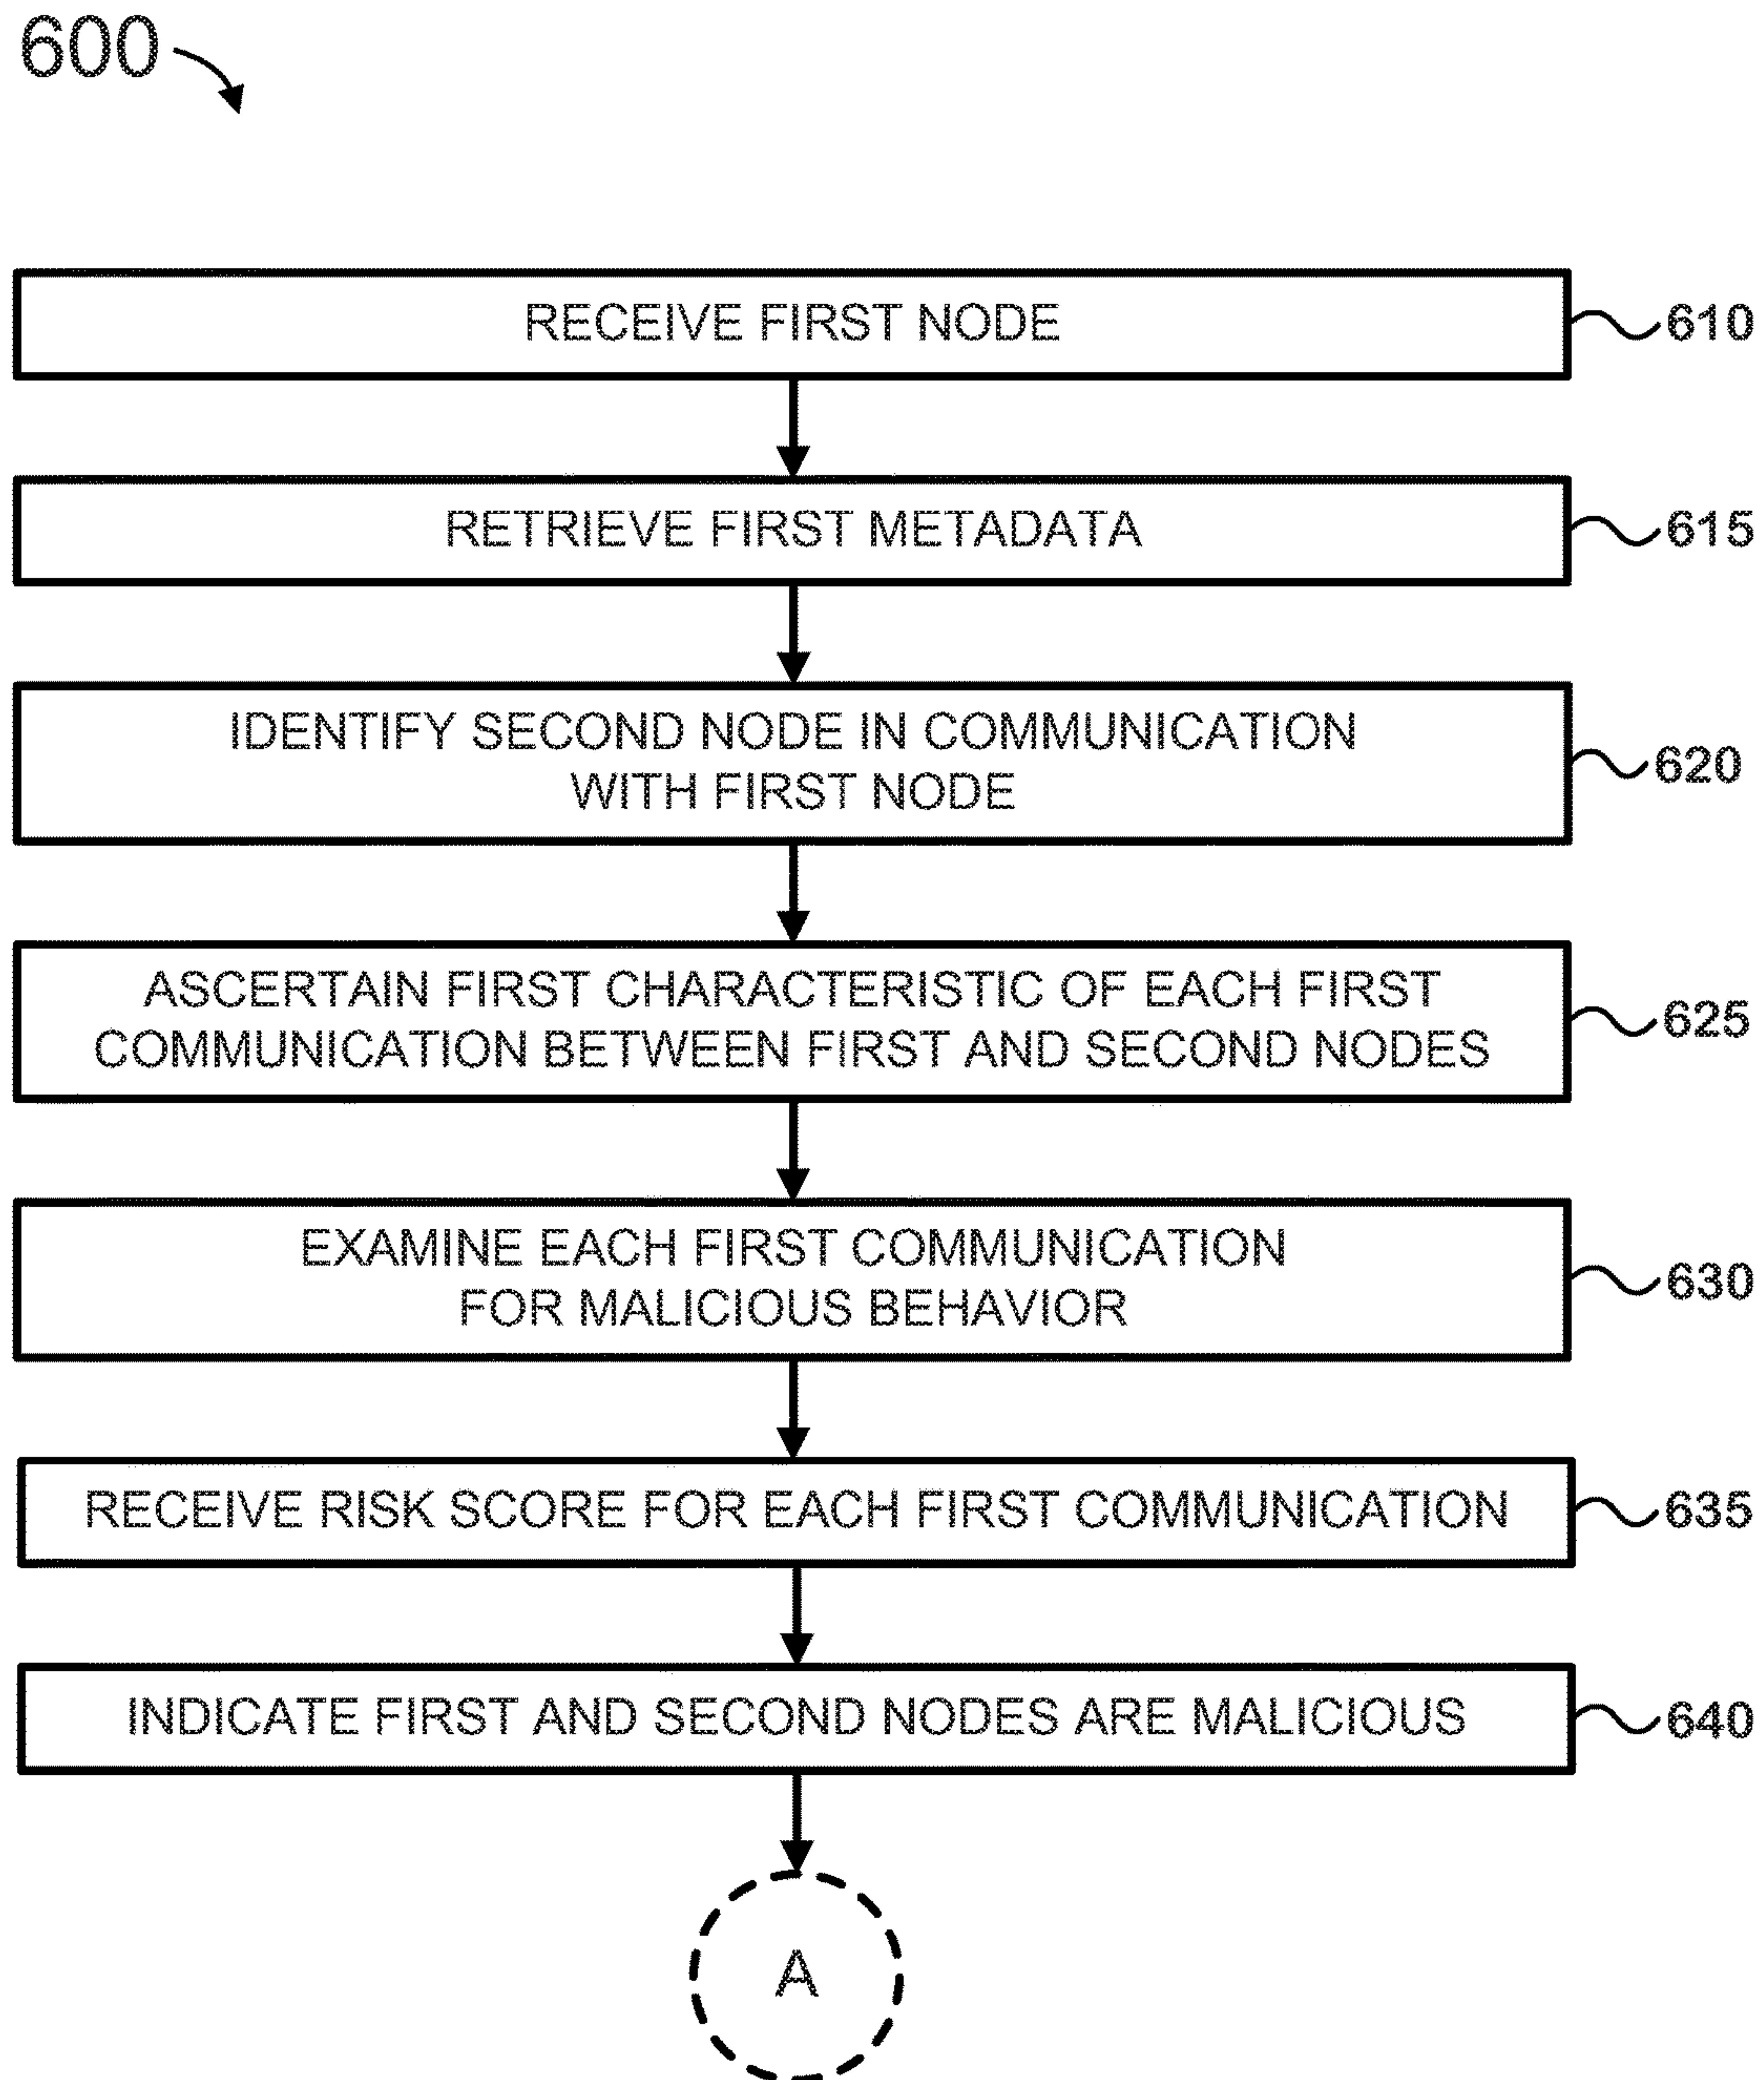 600
RECEIVE FIRST NODE
610
RETRIEVE FIRST METADATA
615
IDENTIFY SECOND NODE IN COMMUNICATION
WITH FIRST NODE
620
ASCERTAIN FIRST CHARACTERISTIC OF EACH FIRST
COMMUNICATION BETWEEN FIRST AND SECOND NODES
625
EXAMINE EACH FIRST COMMUNICATION
FOR MALICIOUS BEHAVIOR
630
RECEIVE RISK SCORE FOR EACH FIRST COMMUNICATION
635
INDICATE FIRST AND SECOND NODES ARE MALICIOUS
640
A